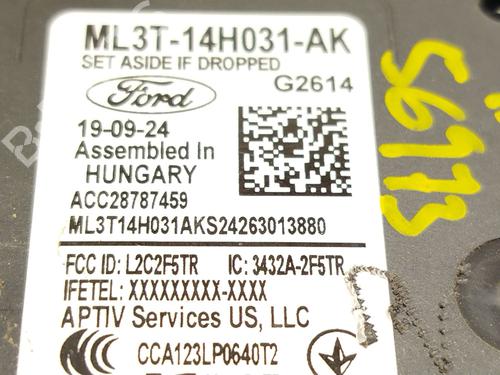 ML3T-14H031-AK
SET ASIDE IF DROPPED
G2614
Ford
19-09-24
Assembled In
HUNGARY
ACC28787459
ML3T14H031AKS24263013880
FCC ID: L2C2F5TR IC: 3432A-2F5TR
IFETEL: XXXXXXXXX-XXXX
APTIV Services US, LLC
CCA123LP0640T2
56973